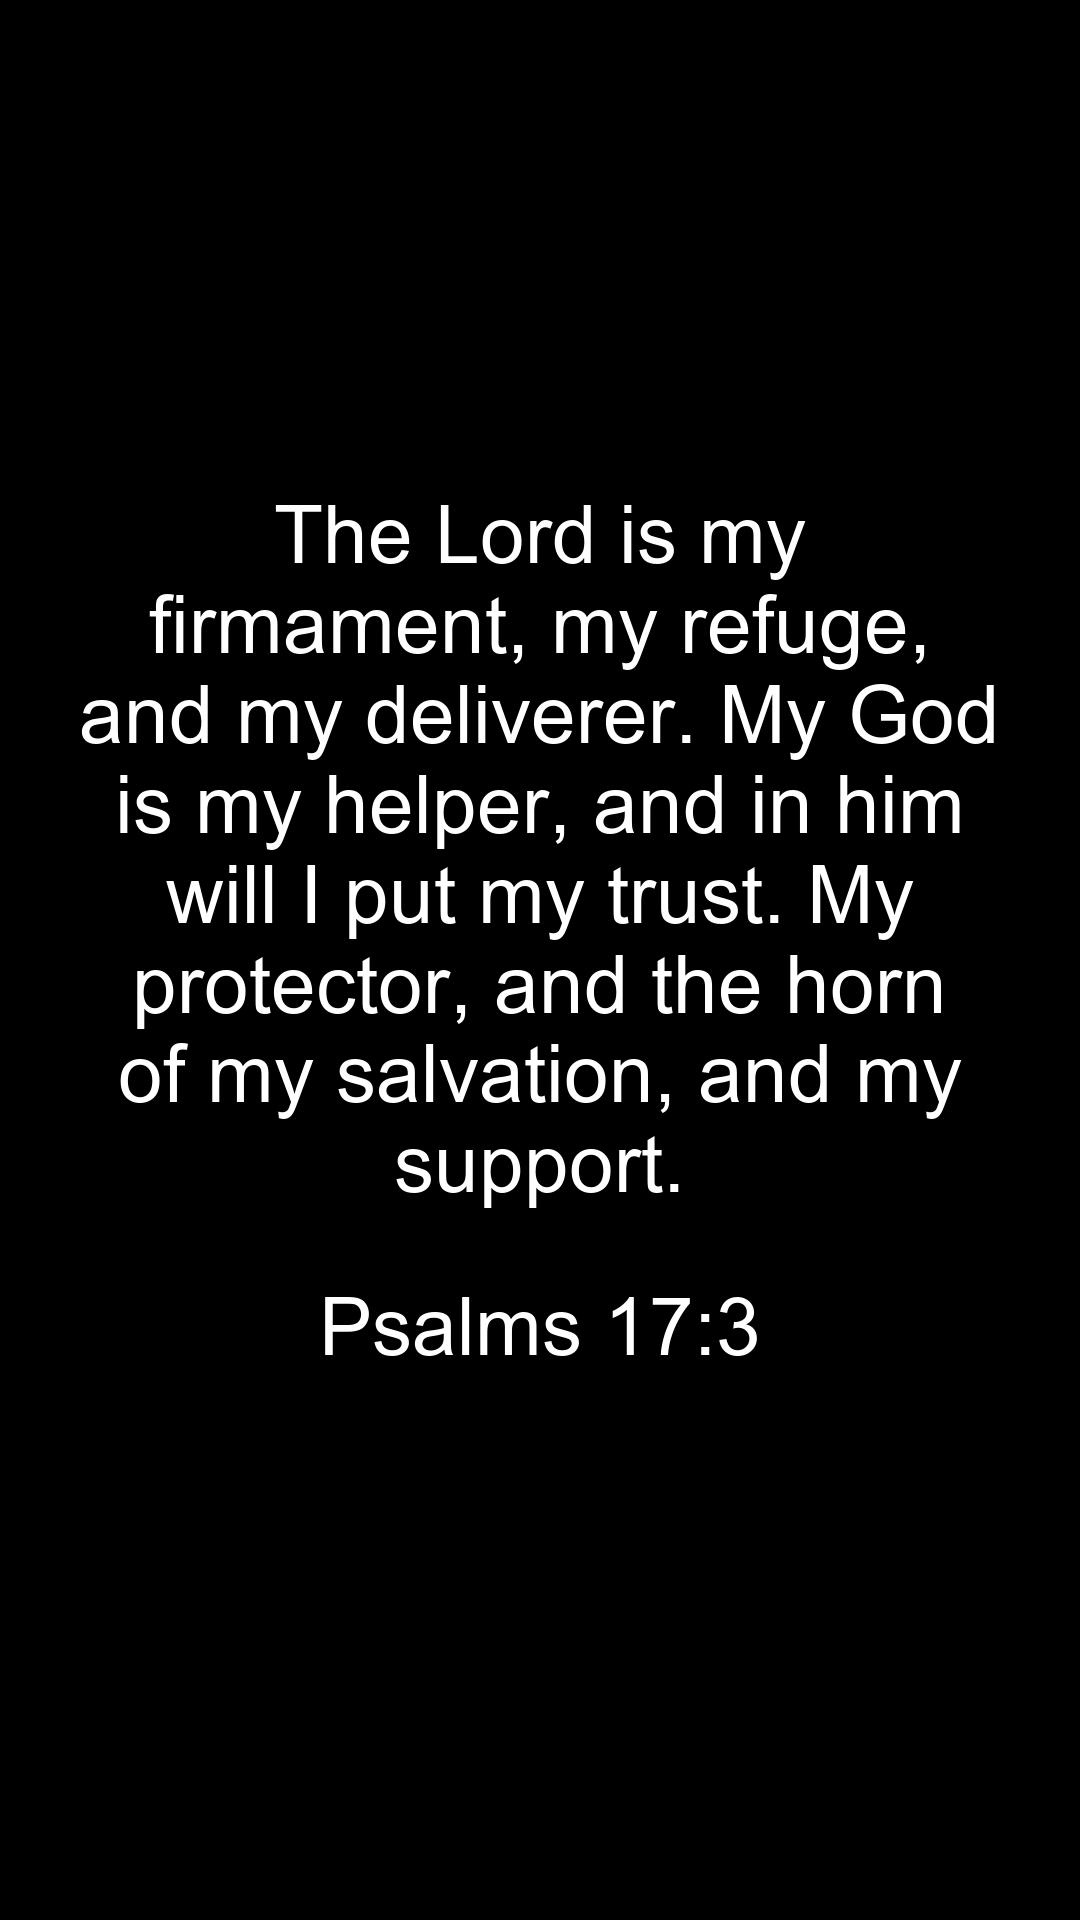 The Lord is my
firmament, my refuge,
and my deliverer. My God
is my helper, and in him
will I put my trust. My
protector, and the horn
of my salvation, and my
support.
Psalms 17:3